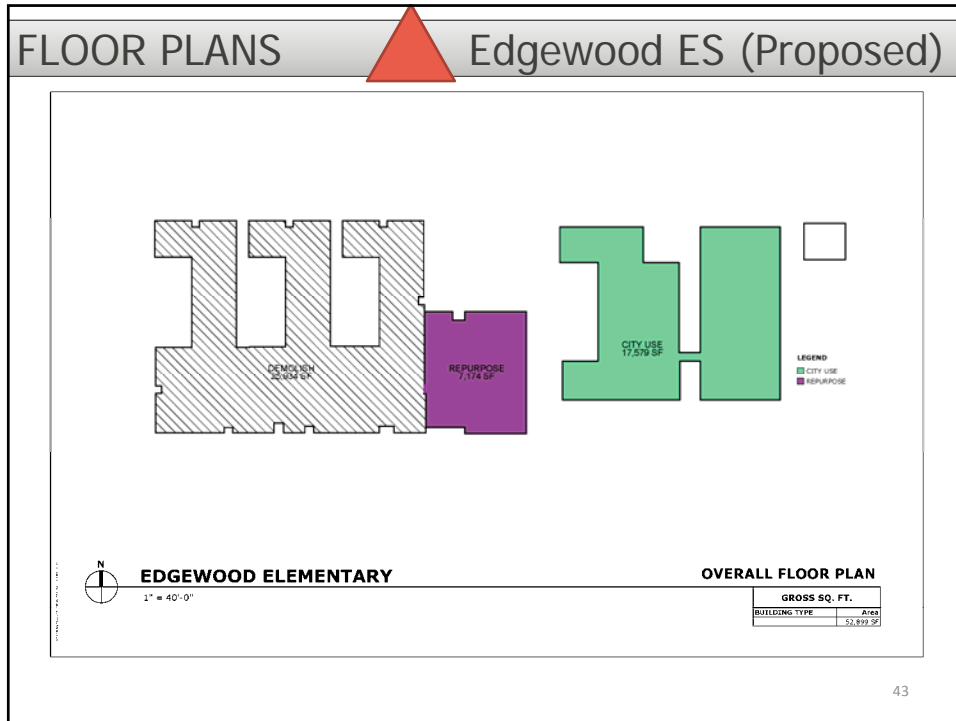 FLOOR PLANS
Edgewood ES (Proposed)
DEMOLISH
REPURPOSE
7,174 SF
CITY USE
17,579 SF
LEGEND
CITY USE
REPURPOSE
N
EDGEWOOD ELEMENTARY
1" = 40'-0"
OVERALL FLOOR PLAN
GROSS SQ. FT.
BUILDING TYPE Area
52,899 SF
43